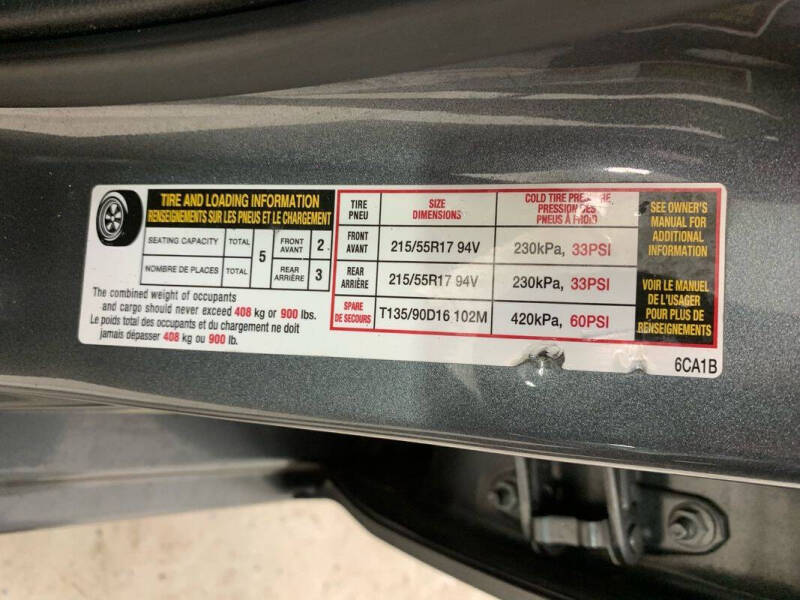 TIRE AND LOADING INFORMATION
RENSEIGNEMENTS SUR LES PNEUS ET LE CHARGEMENT
SEATING CAPACITY TOTAL 5 FRONT AVANT 2
NOMBRE DE PLACES TOTAL REAR ARRIÈRE 3
The combined weight of occupants
and cargo should never exceed 408 kg or 900 lbs.
Le poids total des occupants et du chargement ne doit
jamais dépasser 408 kg ou 900 lb.
TIRE PNEU
SIZE DIMENSIONS
COLD TIRE PRESSURE
PRESSION DES
PNEUS À FROID
FRONT AVANT 215/55R17 94V 230kPa, 33PSI
REAR ARRIÈRE 215/55R17 94V 230kPa, 33PSI
SPARE DE SECOURS T135/90D16 102M 420kPa, 60PSI
SEE OWNER'S
MANUAL FOR
ADDITIONAL
INFORMATION
VOIR LE MANUEL
DE L'USAGER
POUR PLUS DE
RENSEIGNEMENTS
6CA1B